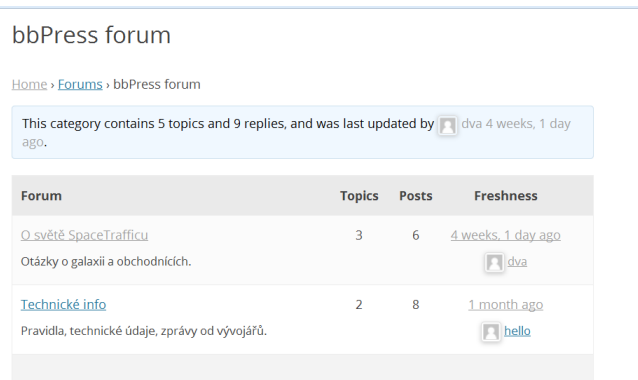 bbPress forum
Home › Forums › bbPress forum
This category contains 5 topics and 9 replies, and was last updated by dva 4 weeks, 1 day
ago.
Forum Topics Posts Freshness
O světě SpaceTrafficu 3 6 4 weeks, 1 day ago
Otázky o galaxii a obchodnících. dva
Technické info 2 8 1 month ago
Pravidla, technické údaje, zprávy od vývojářů. hello